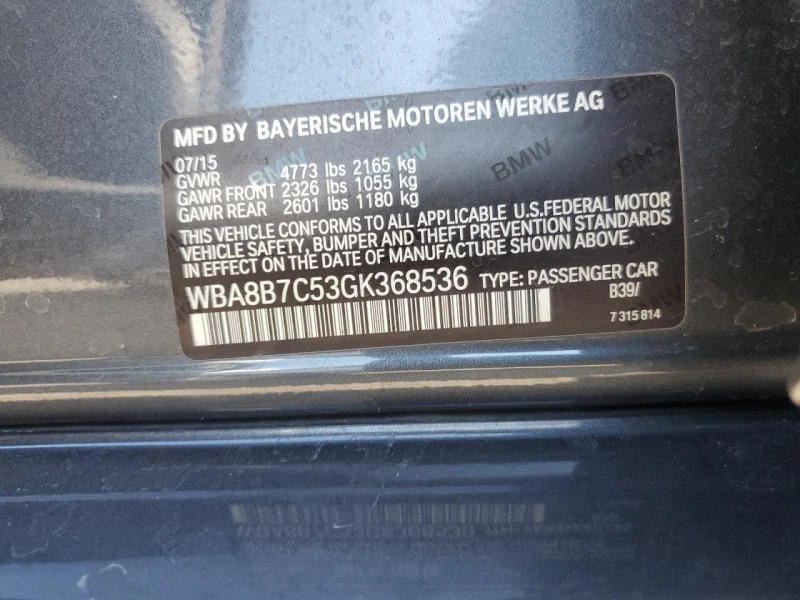 MFD BY BAYERISCHE MOTOREN WERKE AG
07/15
GVWR 4773 lbs 2165 kg
GAWR FRONT 2326 lbs 1055 kg
GAWR REAR 2601 lbs 1180 kg
THIS VEHICLE CONFORMS TO ALL APPLICABLE U.S.FEDERAL MOTOR
VEHICLE SAFETY, BUMPER AND THEFT PREVENTION STANDARDS
IN EFFECT ON THE DATE OF MANUFACTURE SHOWN ABOVE.
WBA8B7C53GK368536 TYPE: PASSENGER CAR
B39/
7 315 814